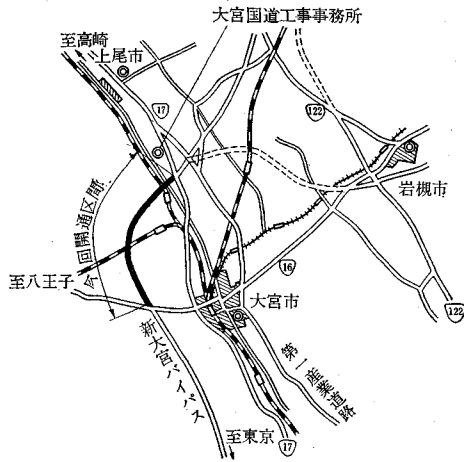 大宮国道工事事務所
至高崎
上尾市
17
122
岩槻市
今回開通区間
至八王子
16
大宮市
122
新大宮バイパス
第一産業道路
至東京
17